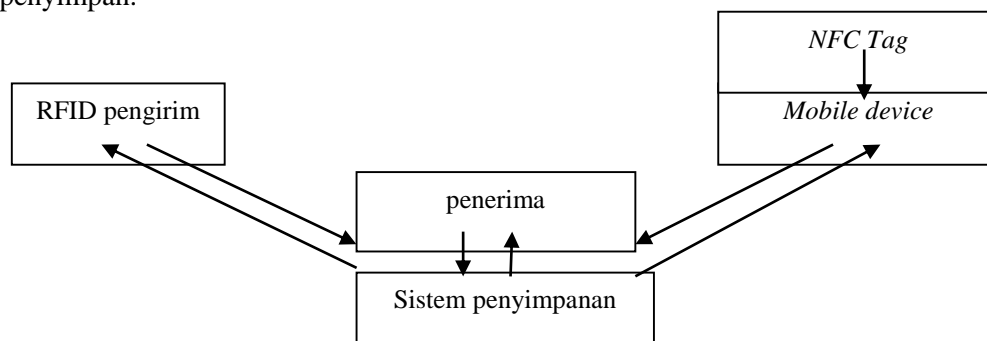 penyimpan.
NFC Tag
RFID pengirim
Mobile device
penerima
Sistem penyimpanan